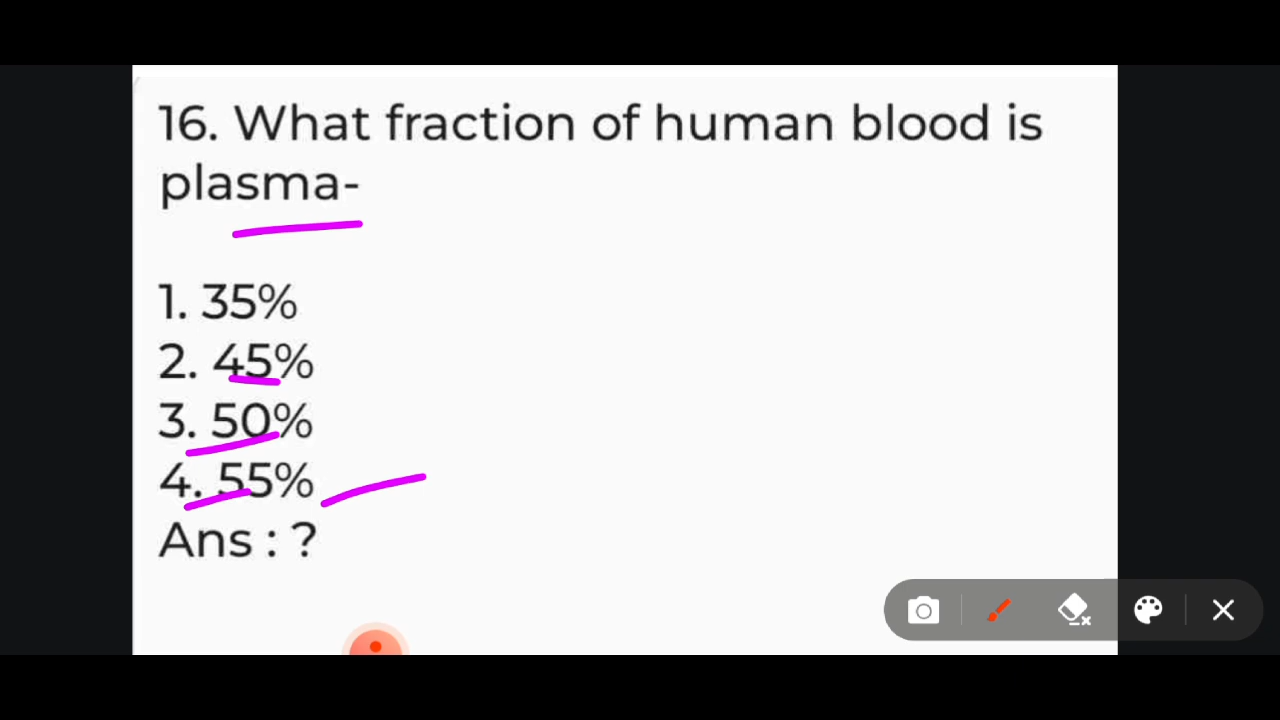 16. What fraction of human blood is
plasma-
1. 35%
2. 45%
3. 50%
4. 55%
Ans : ?